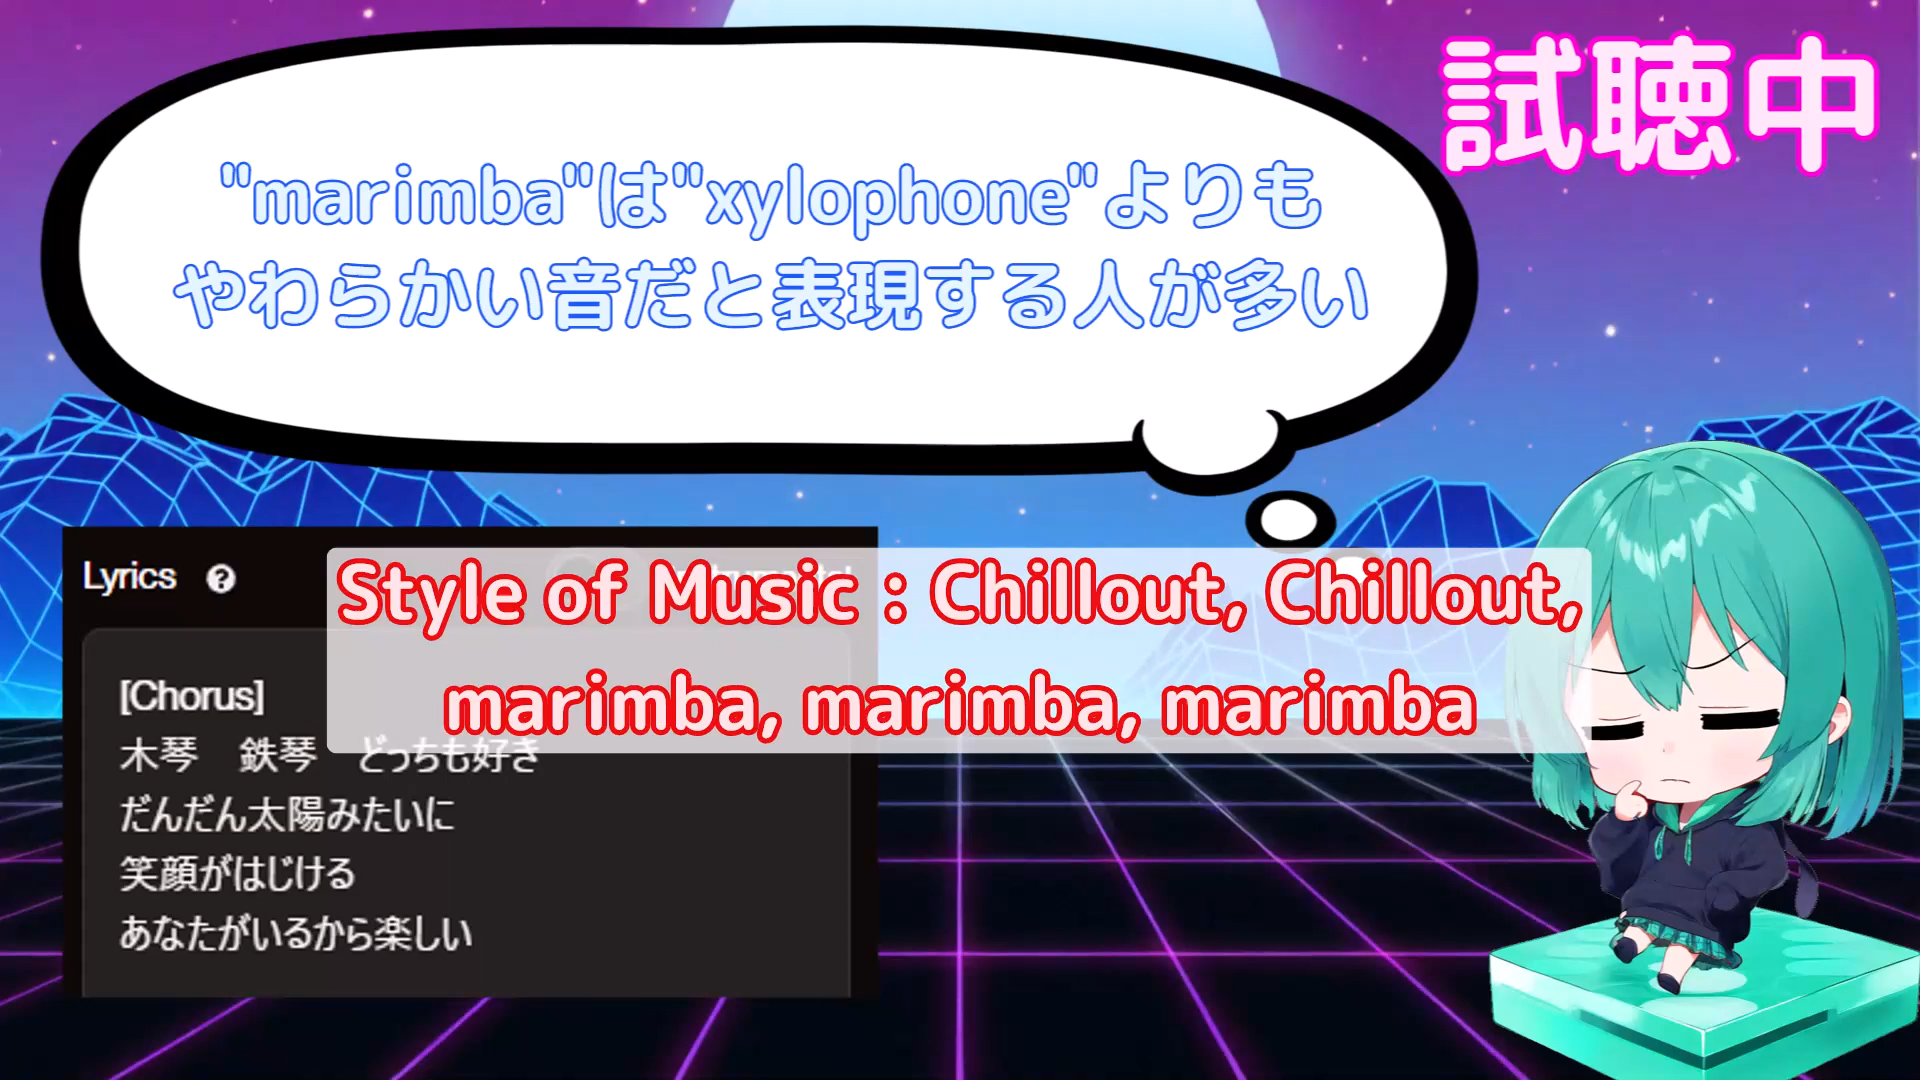 試聴中
"marimba"は"xylophone"よりも
やわらかい音だと表現する人が多い
Lyrics ?
Style of Music : Chillout, Chillout,
marimba, marimba, marimba
[Chorus]
木琴　鉄琴　どっちも好き
だんだん太陽みたいに
笑顔がはじける
あなたがいるから楽しい